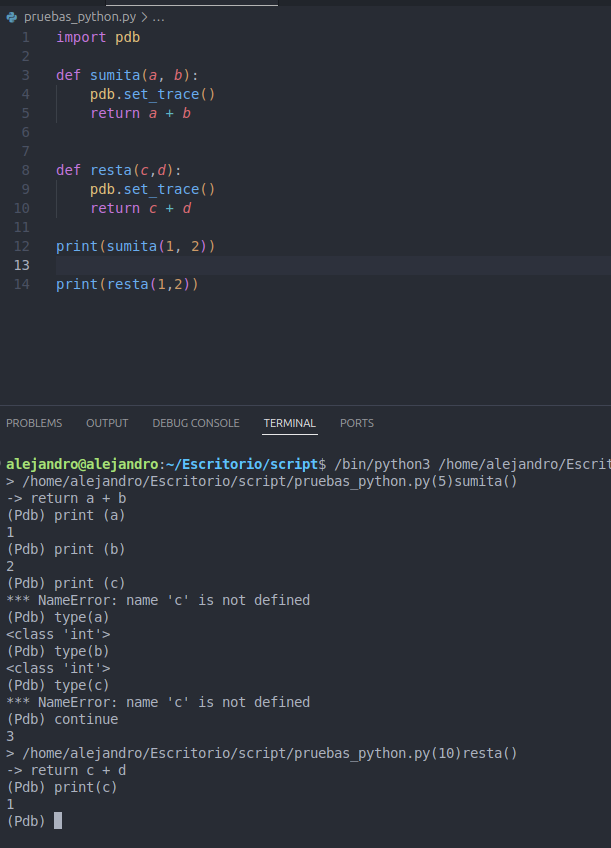 pruebas_python.py > ...
1 import pdb
2
3 def sumita(a, b):
4     pdb.set_trace()
5     return a + b
6
7
8 def resta(c,d):
9     pdb.set_trace()
10     return c + d
11
12 print(sumita(1, 2))
13
14 print(resta(1,2))
PROBLEMS OUTPUT DEBUG CONSOLE TERMINAL PORTS
alejandro@alejandro:~/Escritorio/script$ /bin/python3 /home/alejandro/Escrit
> /home/alejandro/Escritorio/script/pruebas_python.py(5)sumita()
-> return a + b
(Pdb) print (a)
1
(Pdb) print (b)
2
(Pdb) print (c)
*** NameError: name 'c' is not defined
(Pdb) type(a)
<class 'int'>
(Pdb) type(b)
<class 'int'>
(Pdb) type(c)
*** NameError: name 'c' is not defined
(Pdb) continue
3
> /home/alejandro/Escritorio/script/pruebas_python.py(10)resta()
-> return c + d
(Pdb) print(c)
1
(Pdb)